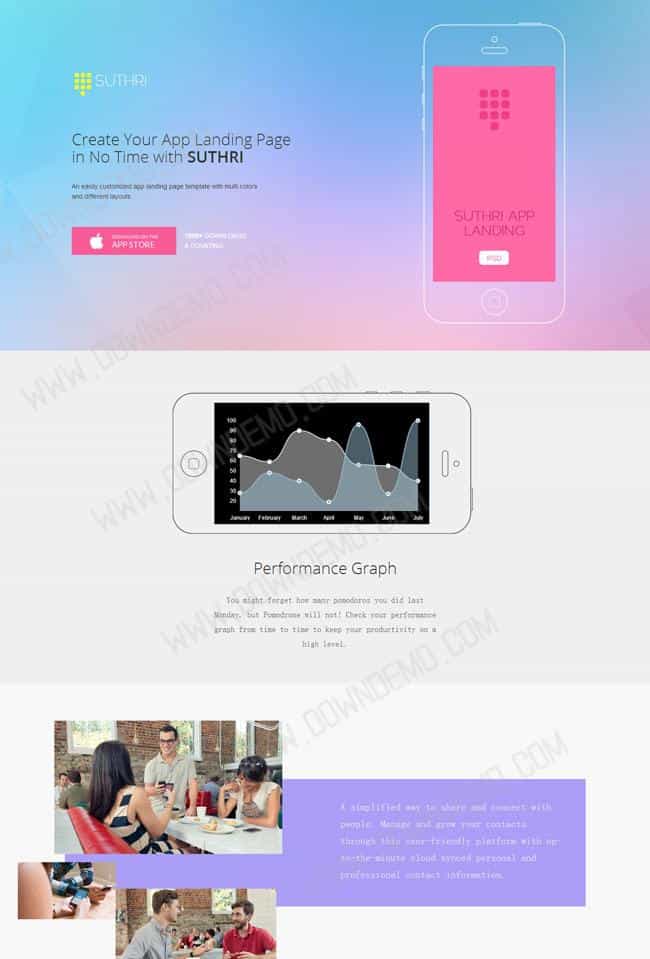 SUTHRI
Create Your App Landing Page
in No Time with SUTHRI
An easily customized app landing page template with multi colors
and different layouts
DOWNLOAD ON THE
APP STORE
1000+ DOWNLOADS
& COUNTING
SUTHRI APP
LANDING
PSD
100
90
80
70
60
50
40
30
20
January February March April May June July
Performance Graph
You might forget how many pomodoros you did last
Monday, but Pomodrone will not! Check your performance
graph from time to time to keep your productivity on a
high level.
A simplified way to share and connect with
people. Manage and grow your contacts
through this user-friendly platform with up-
to-the-minute cloud synced personal and
professional contact information.
WWW.DOWNDEMO.COM
WWW.DOWNDEMO.COM
WWW.DOWNDEMO.COM